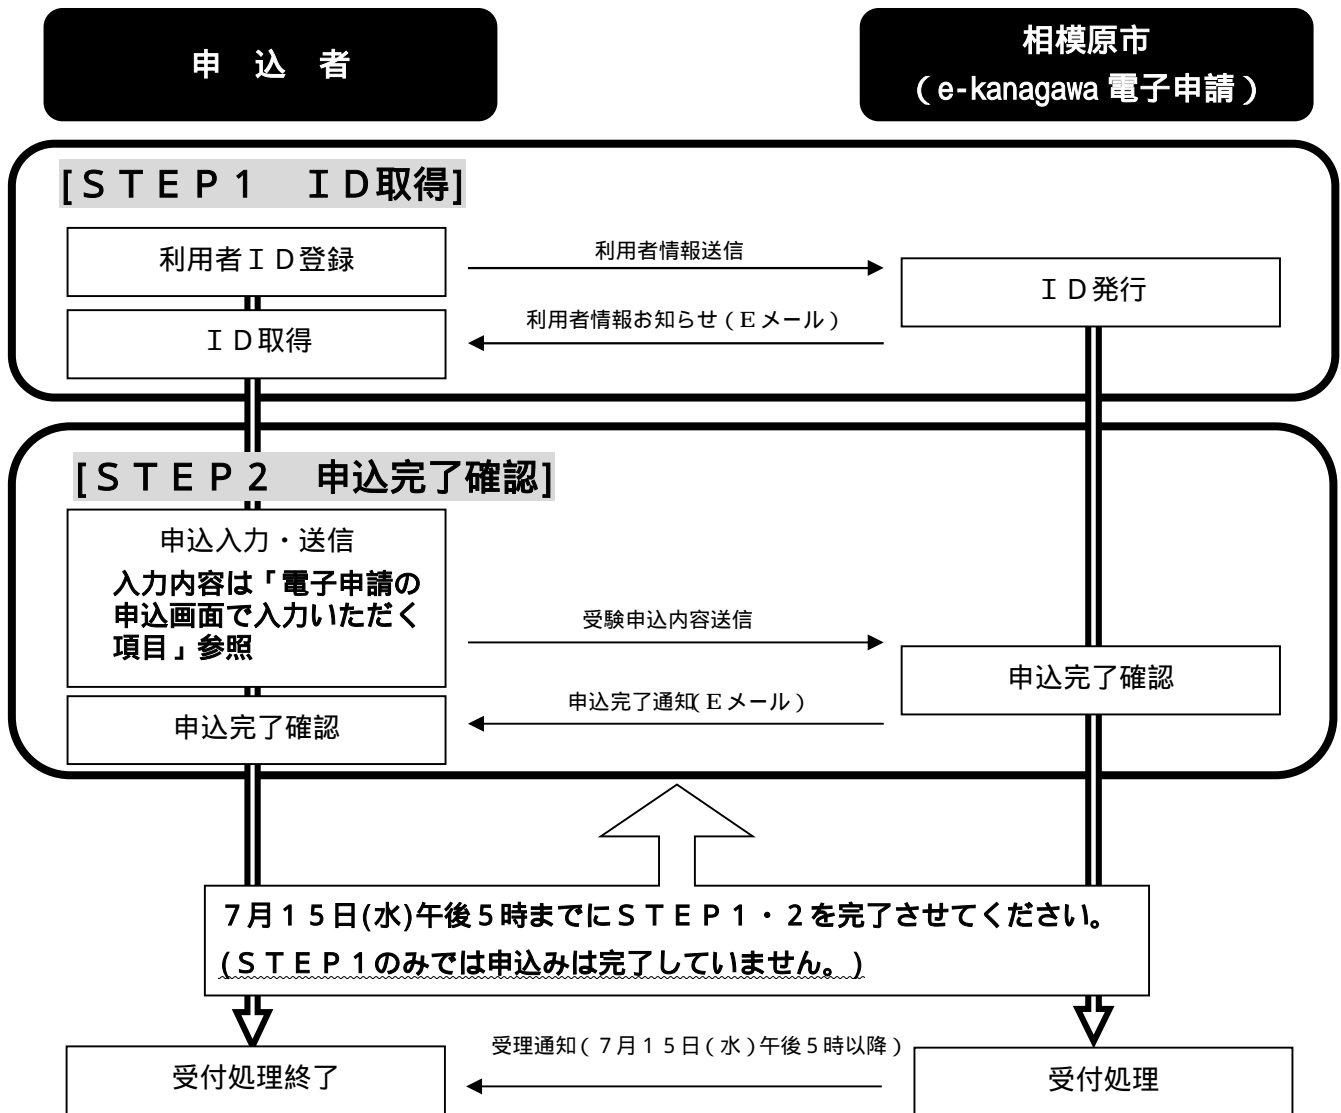 申　込　者
相模原市
（e-kanagawa 電子申請）
[ＳＴＥＰ１　ＩＤ取得]
利用者ＩＤ登録
利用者情報送信
ＩＤ発行
利用者情報お知らせ（Ｅメール）
ＩＤ取得
[ＳＴＥＰ２　申込完了確認]
申込入力・送信
入力内容は「電子申請の
申込画面で入力いただく
項目」参照
受験申込内容送信
申込完了確認
申込完了通知（Ｅメール）
申込完了確認
７月１５日(水)午後５時までにＳＴＥＰ１・２を完了させてください。
(ＳＴＥＰ１のみでは申込みは完了していません。)
受理通知（７月１５日（水）午後５時以降）
受付処理終了
受付処理